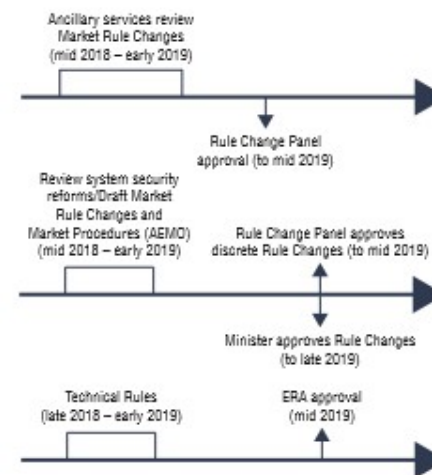 Ancillary services review
Market Rule Changes
(mid 2018 – early 2019)
Rule Change Panel
approval (to mid 2019)
Review system security
reforms/Draft Market
Rule Changes and
Market Procedures (AEMO)
(mid 2018 – early 2019)
Rule Change Panel approves
discrete Rule Changes (to mid 2019)
Minister approves Rule Changes
(to late 2019)
Technical Rules
(late 2018 – early 2019)
ERA approval
(mid 2019)